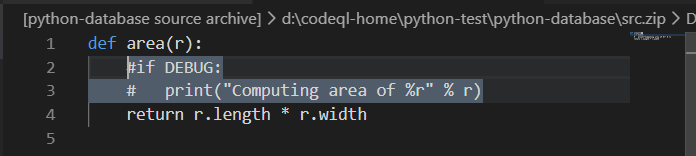 [python-database source archive] > d:\codeql-home\python-test\python-database\src.zip > D
1 def area(r):
2     #if DEBUG:
3     #   print("Computing area of %r" % r)
4     return r.length * r.width
5